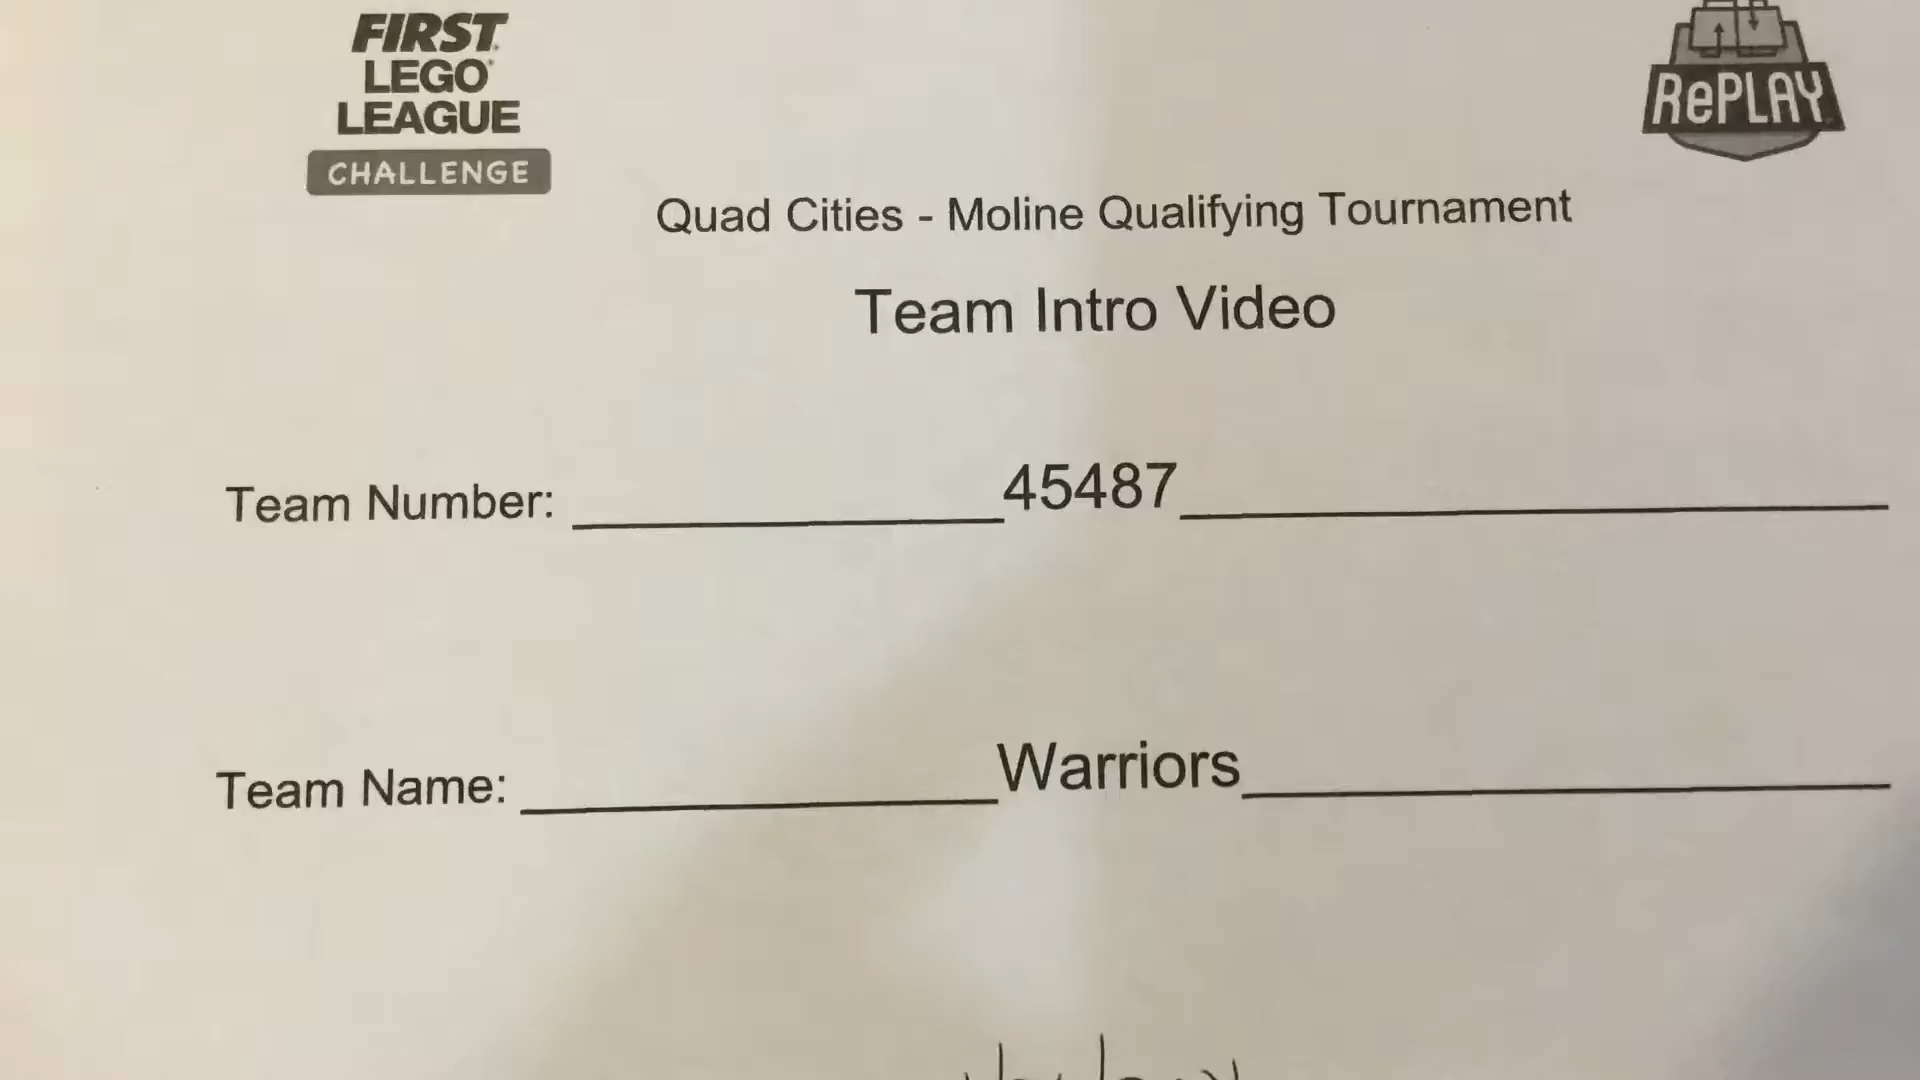 FIRST
LEGO
LEAGUE
CHALLENGE
RePLAY
Quad Cities - Moline Qualifying Tournament
Team Intro Video
Team Number: 45487
Team Name: Warriors